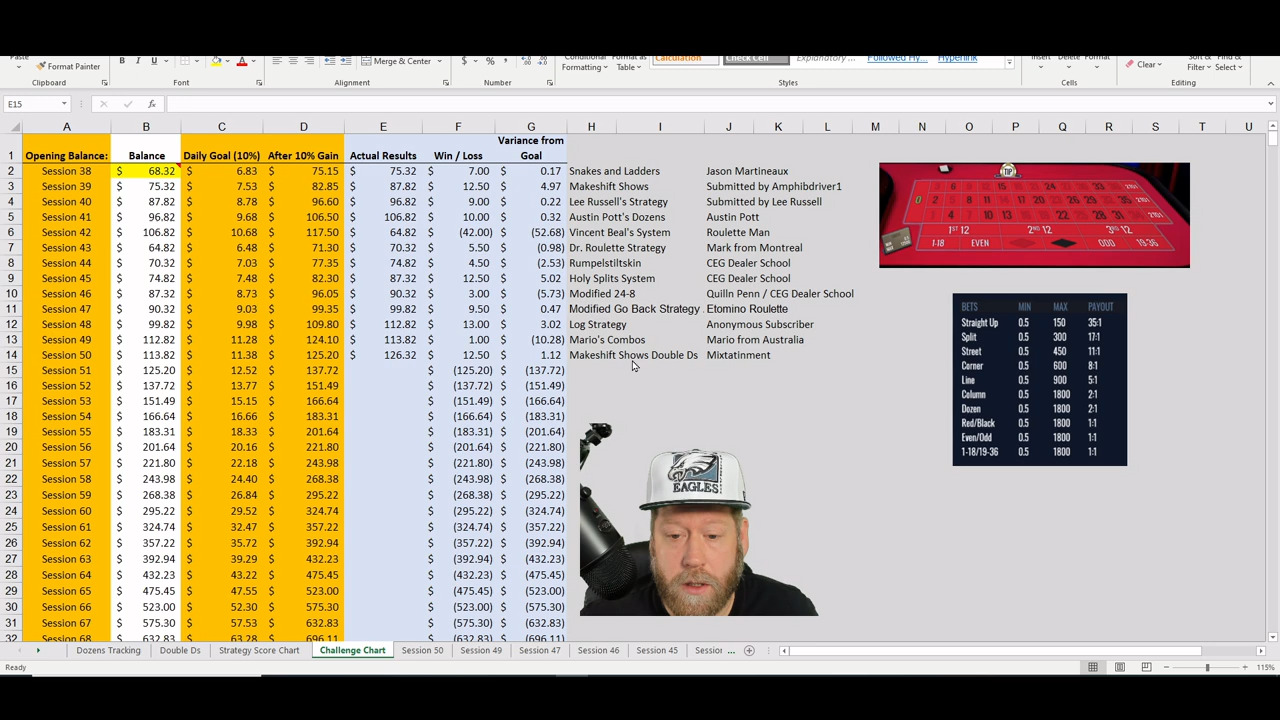 Paste Format Painter B I U A $ % 9 Merge & Center Conditional Format as Calculation Check Cell Explanatory ... Followed Hy... Hyperlink Insert Delete Format Clear Sort & Find &
Formatting Table Filter Select
Clipboard Font Alignment Number Styles Cells Editing
E15 fx
A B C D E F G H I J K L M N O P Q R S T U
1 Opening Balance: Balance Daily Goal (10%) After 10% Gain Actual Results Win / Loss Variance from Goal
2 Session 38 $ 68.32 $ 6.83 $ 75.15 $ 75.32 $ 7.00 $ 0.17 Snakes and Ladders Jason Martineaux
3 Session 39 $ 75.32 $ 7.53 $ 82.85 $ 87.82 $ 12.50 $ 4.97 Makeshift Shows Submitted by Amphibdriver1
4 Session 40 $ 87.82 $ 8.78 $ 96.60 $ 96.82 $ 9.00 $ 0.22 Lee Russell's Strategy Submitted by Lee Russell
5 Session 41 $ 96.82 $ 9.68 $ 106.50 $ 106.82 $ 10.00 $ 0.32 Austin Pott's Dozens Austin Pott
6 Session 42 $ 106.82 $ 10.68 $ 117.50 $ 64.82 $ (2.00) $ (52.68) Vincent Beal's System Roulette Man
7 Session 43 $ 64.82 $ 6.48 $ 71.30 $ 70.32 $ 5.50 $ (0.98) Dr. Roulette Strategy Mark from Montreal
8 Session 44 $ 70.32 $ 7.03 $ 77.35 $ 74.82 $ 4.50 $ (2.53) Rumpelstiltskin CEG Dealer School
9 Session 45 $ 74.82 $ 7.48 $ 82.30 $ 87.32 $ 12.50 $ 5.02 Holy Splits System CEG Dealer School
10 Session 46 $ 87.32 $ 8.73 $ 96.05 $ 90.32 $ 3.00 $ (5.73) Modified 24-8 Quilln Penn / CEG Dealer School
11 Session 47 $ 90.32 $ 9.03 $ 99.35 $ 99.82 $ 9.50 $ 0.47 Modified Go Back Strategy Etomino Roulette
12 Session 48 $ 99.82 $ 9.98 $ 109.80 $ 112.82 $ 13.00 $ 3.02 Log Strategy Anonymous Subscriber
13 Session 49 $ 112.82 $ 11.28 $ 124.10 $ 113.82 $ 1.00 $ (10.28) Mario's Combos Mario from Australia
14 Session 50 $ 113.82 $ 11.38 $ 125.20 $ 126.32 $ 12.50 $ 1.12 Makeshift Shows Double Ds Mixtatinment
15 Session 51 $ 125.20 $ 12.52 $ 137.72 $ (125.20) $ (137.72)
16 Session 52 $ 137.72 $ 13.77 $ 151.49 $ (137.72) $ (151.49)
17 Session 53 $ 151.49 $ 15.15 $ 166.64 $ (151.49) $ (166.64)
18 Session 54 $ 166.64 $ 16.66 $ 183.31 $ (166.64) $ (183.31)
19 Session 55 $ 183.31 $ 18.33 $ 201.64 $ (183.31) $ (201.64)
20 Session 56 $ 201.64 $ 20.16 $ 221.80 $ (201.64) $ (221.80)
21 Session 57 $ 221.80 $ 22.18 $ 243.98 $ (221.80) $ (243.98)
22 Session 58 $ 243.98 $ 24.40 $ 268.38 $ (243.98) $ (268.38)
23 Session 59 $ 268.38 $ 26.84 $ 295.22 $ (268.38) $ (295.22)
24 Session 60 $ 295.22 $ 29.52 $ 324.74 $ (295.22) $ (324.74)
25 Session 61 $ 324.74 $ 32.47 $ 357.22 $ (324.74) $ (357.22)
26 Session 62 $ 357.22 $ 35.72 $ 392.94 $ (357.22) $ (392.94)
27 Session 63 $ 392.94 $ 39.29 $ 432.23 $ (392.94) $ (432.23)
28 Session 64 $ 432.23 $ 43.22 $ 475.45 $ (432.23) $ (475.45)
29 Session 65 $ 475.45 $ 47.55 $ 523.00 $ (475.45) $ (523.00)
30 Session 66 $ 523.00 $ 52.30 $ 575.30 $ (523.00) $ (575.30)
31 Session 67 $ 575.30 $ 57.53 $ 632.83 $ (575.30) $ (632.83)
32 Session 68 $ 632.83 $ 63.28 $ 696.11 $ (632.83) $ (696.11)
TIP
1ST 12 2ND 12 3RD 12
1-18 EVEN ODD 19-36
BETS MIN MAX PAYOUT
Straight Up 0.5 150 35:1
Split 0.5 300 17:1
Street 0.5 450 11:1
Corner 0.5 600 8:1
Line 0.5 900 5:1
Column 0.5 1800 2:1
Dozen 0.5 1800 2:1
Red/Black 0.5 1800 1:1
Even/Odd 0.5 1800 1:1
1-18/19-36 0.5 1800 1:1
EAGLES
Dozens Tracking Double Ds Strategy Score Chart Challenge Chart Session 50 Session 49 Session 47 Session 46 Session 45 Session ...
Ready 115%